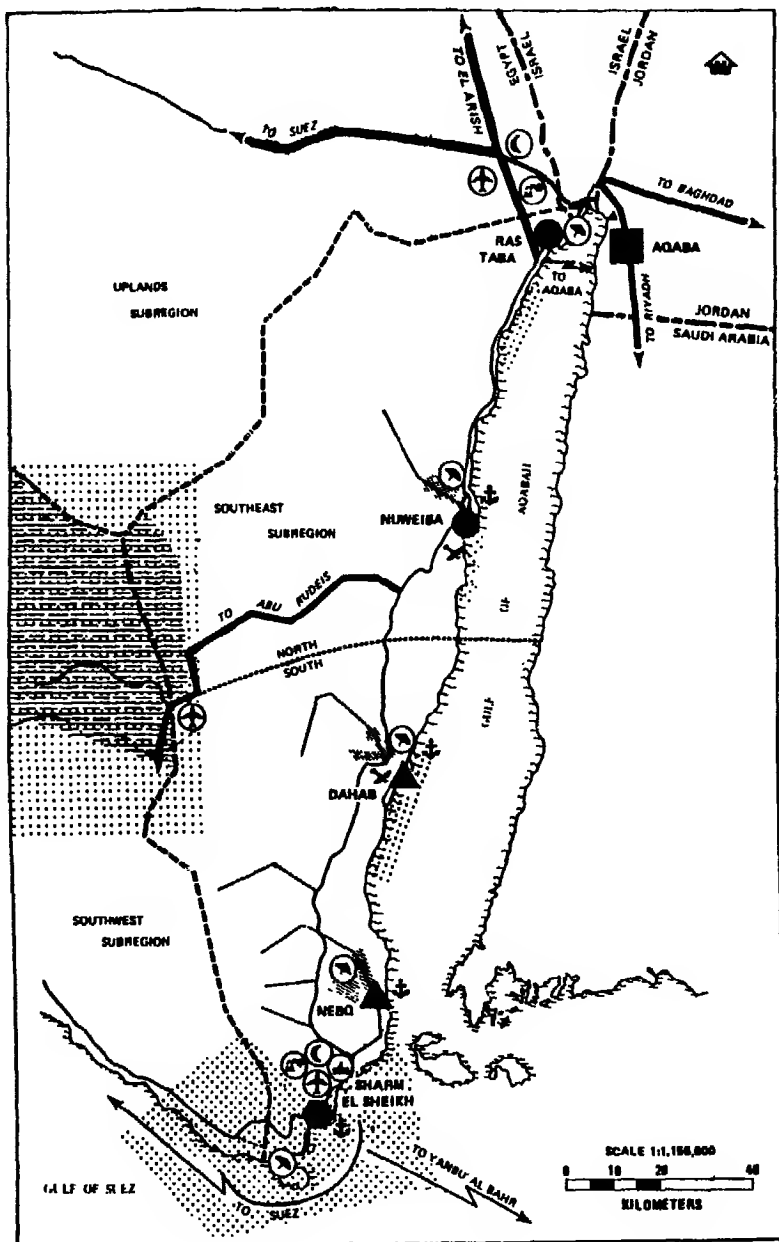 TO EL ARISH
EGYPT
ISRAEL
ISRAEL
JORDAN
TO SUEZ
TO BAGHDAD
RAS
TABA
AQABA
TO
AQABA
TO RIYADH
JORDAN
SAUDI ARABIA
UPLANDS
SUBREGION
SOUTHEAST
SUBREGION
NUWEIBA
TO ABU RUDEIS
NORTH
SOUTH
GULF
OF
AQABAH
DAHAB
SOUTHWEST
SUBREGION
NEBQ
SHARM
EL SHEIKH
GULF OF SUEZ
TO SUEZ
TO YANBU' AL BAHR
SCALE 1:1,156,000
0 10 20 40
KILOMETERS